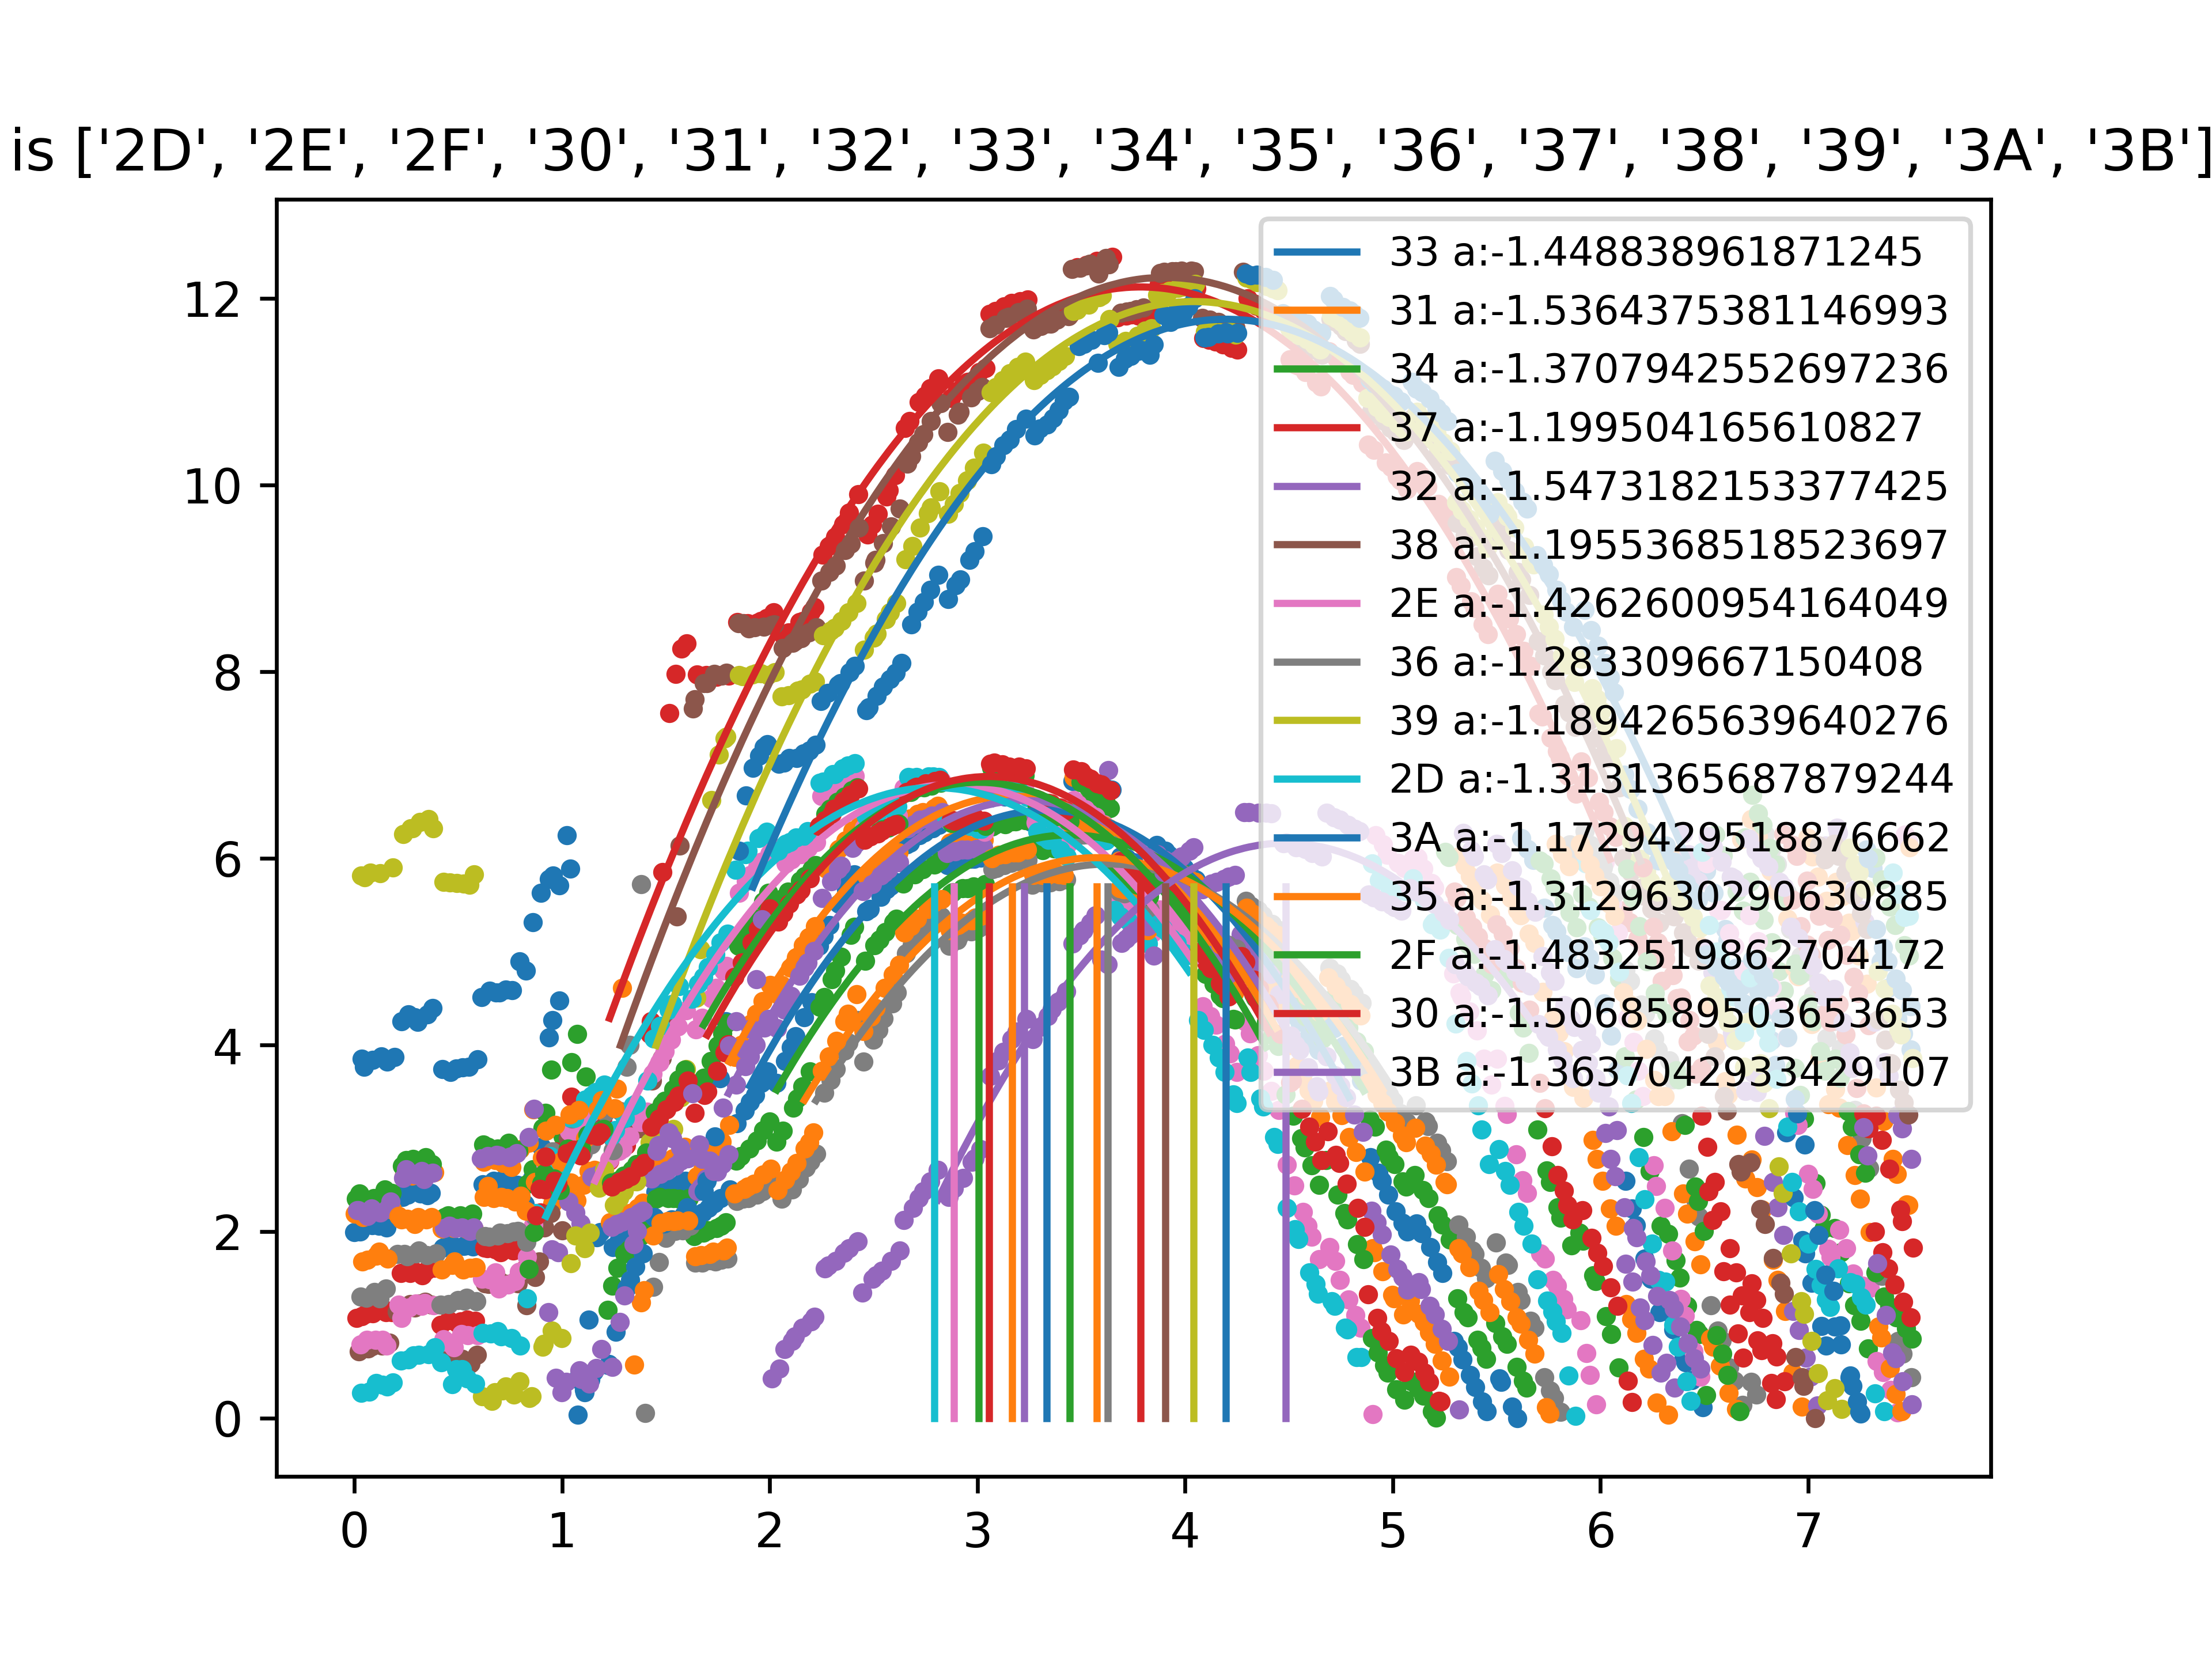 is ['2D', '2E', '2F', '30', '31', '32', '33', '34', '35', '36', '37', '38', '39', '3A', '3B']
33 a:-1.448838961871245
31 a:-1.5364375381146993
34 a:-1.3707942552697236
37 a:-1.199504165610827
32 a:-1.5473182153377425
38 a:-1.1955368518523697
2E a:-1.4262600954164049
36 a:-1.283309667150408
39 a:-1.1894265639640276
2D a:-1.3131365687879244
3A a:-1.1729429518876662
35 a:-1.3129630290630885
2F a:-1.4832519862704172
30 a:-1.5068589503653653
3B a:-1.3637042933429107
12
10
8
6
4
2
0
0 1 2 3 4 5 6 7